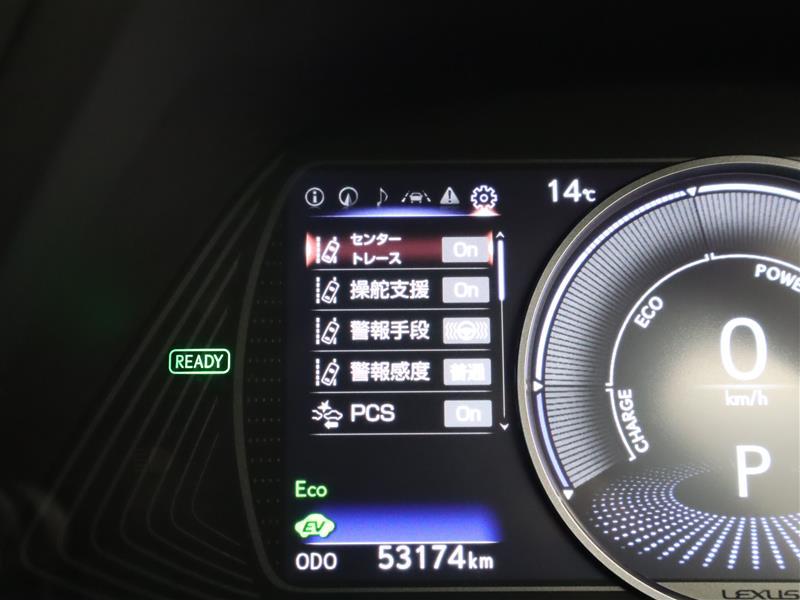 14℃
センター
トレース
On
操舵支援
On
警報手段
警報感度
普通
PCS
On
READY
Eco
EV
ODO 53174km
POWE
ECO
CHARGE
0
km/h
P
LEXUS